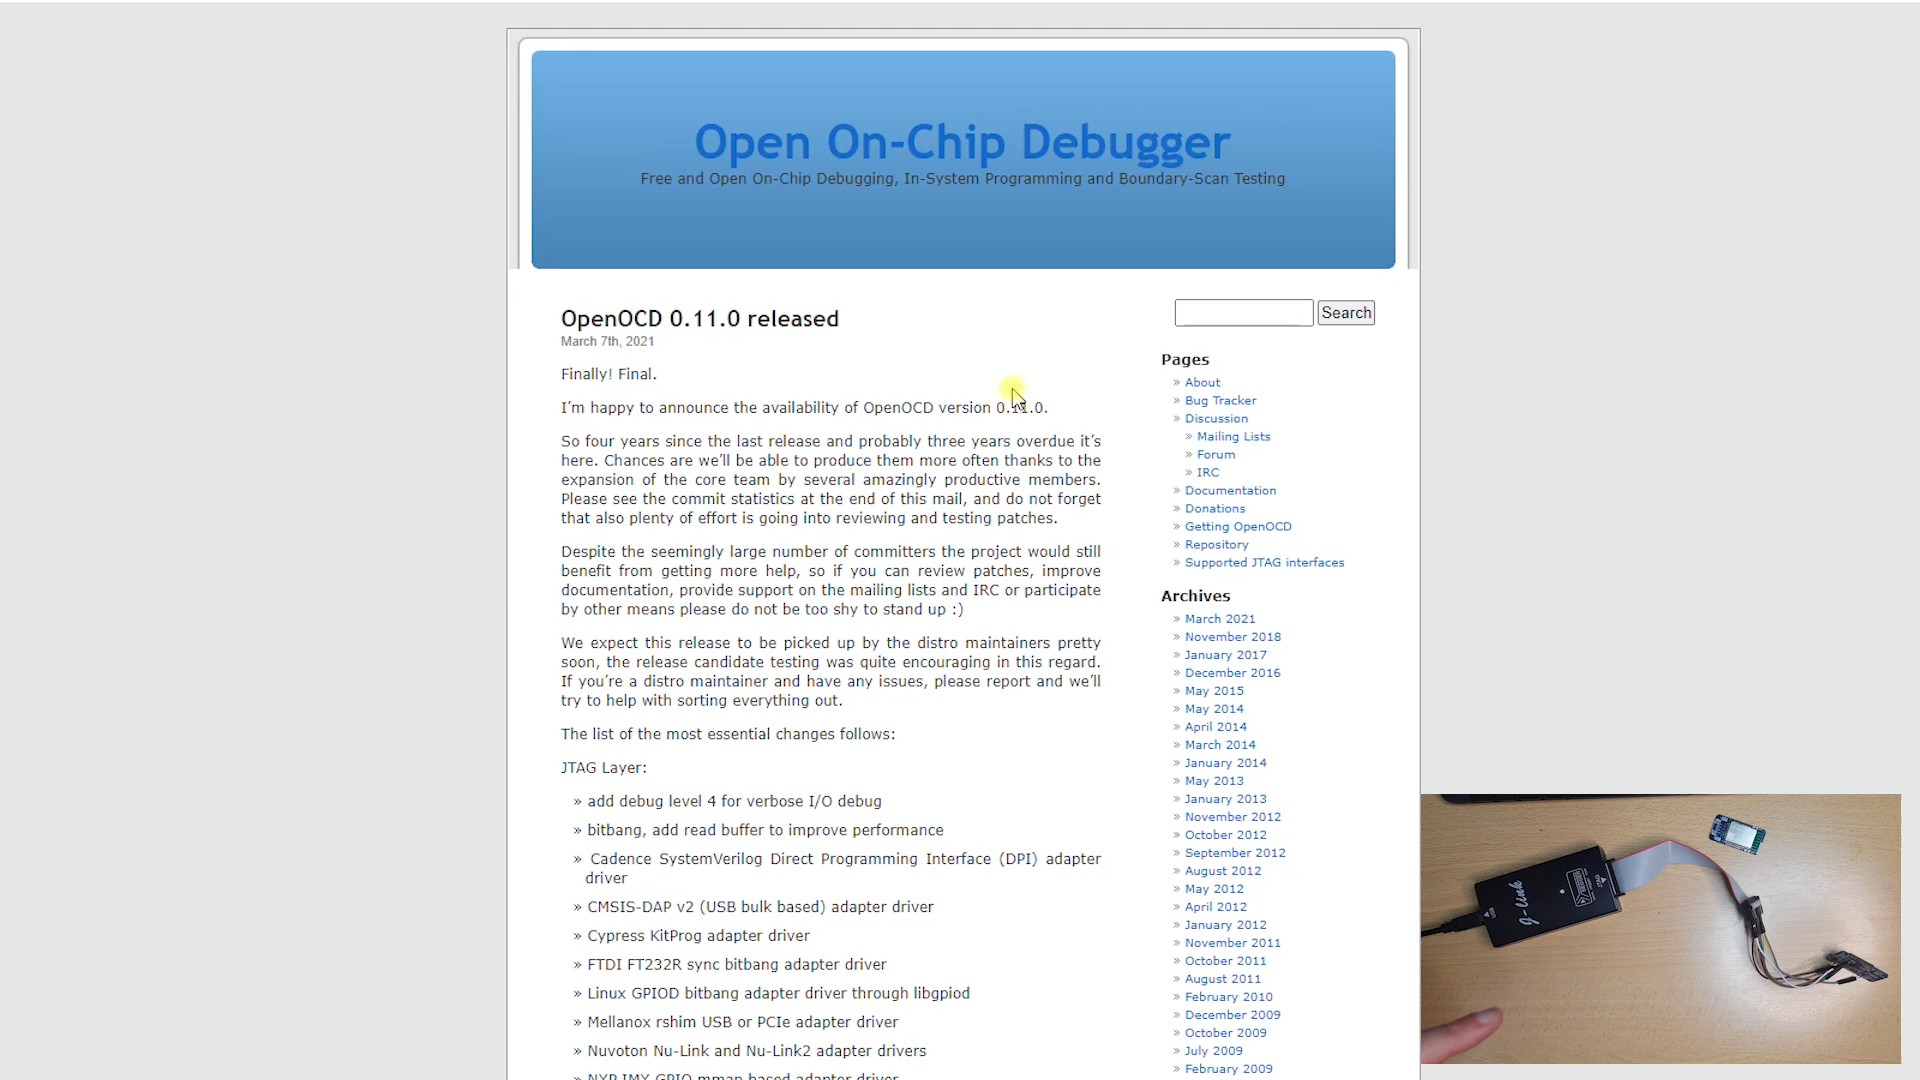 Open On-Chip Debugger
Free and Open On-Chip Debugging, In-System Programming and Boundary-Scan Testing
OpenOCD 0.11.0 released
March 7th, 2021
Finally! Final.
I'm happy to announce the availability of OpenOCD version 0.11.0.
So four years since the last release and probably three years overdue it's
here. Chances are we'll be able to produce them more often thanks to the
expansion of the core team by several amazingly productive members.
Please see the commit statistics at the end of this mail, and do not forget
that also plenty of effort is going into reviewing and testing patches.
Despite the seemingly large number of committers the project would still
benefit from getting more help, so if you can review patches, improve
documentation, provide support on the mailing lists and IRC or participate
by other means please do not be too shy to stand up :)
We expect this release to be picked up by the distro maintainers pretty
soon, the release candidate testing was quite encouraging in this regard.
If you're a distro maintainer and have any issues, please report and we'll
try to help with sorting everything out.
The list of the most essential changes follows:
JTAG Layer:
» add debug level 4 for verbose I/O debug
» bitbang, add read buffer to improve performance
» Cadence SystemVerilog Direct Programming Interface (DPI) adapter
driver
» CMSIS-DAP v2 (USB bulk based) adapter driver
» Cypress KitProg adapter driver
» FTDI FT232R sync bitbang adapter driver
» Linux GPIOD bitbang adapter driver through libgpiod
» Mellanox rshim USB or PCIe adapter driver
» Nuvoton Nu-Link and Nu-Link2 adapter drivers
» NXP IMX GPIO mmap based adapter driver
Search
Pages
» About
» Bug Tracker
» Discussion
» Mailing Lists
» Forum
» IRC
» Documentation
» Donations
» Getting OpenOCD
» Repository
» Supported JTAG interfaces
Archives
» March 2021
» November 2018
» January 2017
» December 2016
» May 2015
» May 2014
» April 2014
» March 2014
» January 2014
» May 2013
» January 2013
» November 2012
» October 2012
» September 2012
» August 2012
» May 2012
» April 2012
» January 2012
» November 2011
» October 2011
» August 2011
» February 2010
» December 2009
» October 2009
» July 2009
» February 2009
J-Link
USB